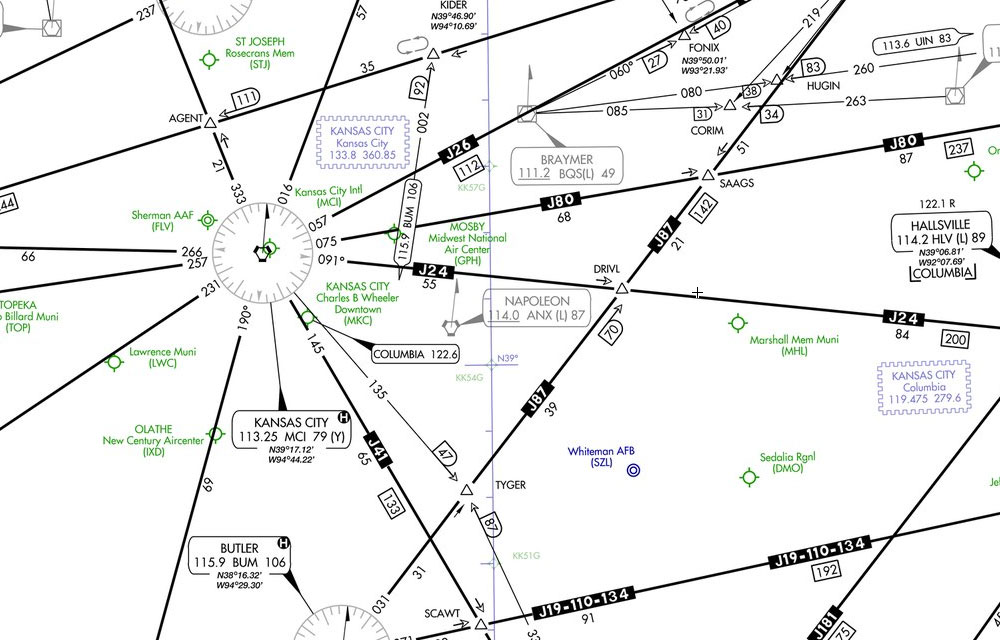 237
57
KIDER
N39°46.90'
W94°10.69'
219
ST JOSEPH
Rosecrans Mem
(STJ)
35
40
FONIX
N39°50.01'
W93°21.93'
113.6 UIN 83
060°
27
83
260
HUGIN
92
111
AGENT
080
38
085
31
34
263
CORIM
KANSAS CITY
Kansas City
133.8 360.85
002
J26
112
51
J80
87
237
21
333
016
Kansas City Intl
(MCI)
KK57G
BRAYMER
111.2 BQS(L) 49
SAAGS
44
Sherman AAF
(FLV)
057
115.9 BUM 106
J80
68
142
122.1 R
HALLSVILLE
114.2 HLV (L) 89
N39°06.81'
W92°07.69'
COLUMBIA
075
MOSBY
Midwest National
Air Center
(GPH)
J87
21
66
266
257
091°
J24
55
DRIVL
231
190°
KANSAS CITY
Charles B Wheeler
Downtown
(MKC)
NAPOLEON
114.0 ANX (L) 87
J24
84
200
TOPEKA
Billard Muni
(TOP)
145
70
Marshall Mem Muni
(MHL)
Lawrence Muni
(LWC)
COLUMBIA 122.6
N39°
KK54G
135
KANSAS CITY
Columbia
119.475 279.6
J87
39
OLATHE
New Century Aircenter
(IXD)
KANSAS CITY H
113.25 MCI 79 (Y)
N39°17.12'
W94°44.22'
J41
65
47
Whiteman AFB
(SZL)
Sedalia Rgnl
(DMO)
69
133
TYGER
87
BUTLER H
115.9 BUM 106
N38°16.32'
W94°29.30'
KK51G
J19-110-134
192
31
031
SCAWT
J19-110-134
91
J181
75